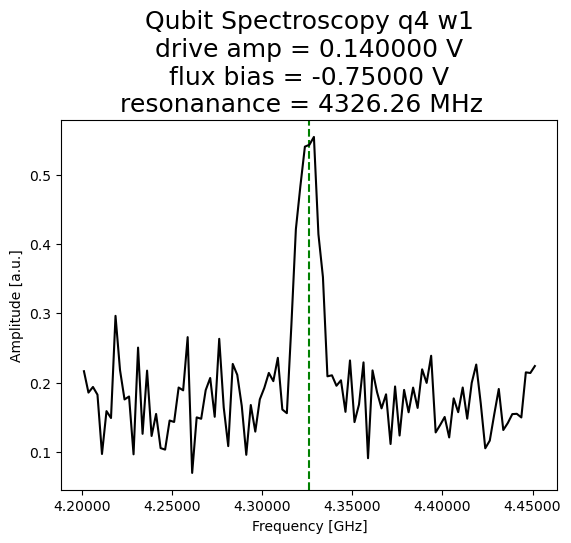 Qubit Spectroscopy q4 w1
drive amp = 0.140000 V
flux bias = -0.75000 V
resonanance = 4326.26 MHz
Amplitude [a.u.]
0.5
0.4
0.3
0.2
0.1
4.20000 4.25000 4.30000 4.35000 4.40000 4.45000
Frequency [GHz]